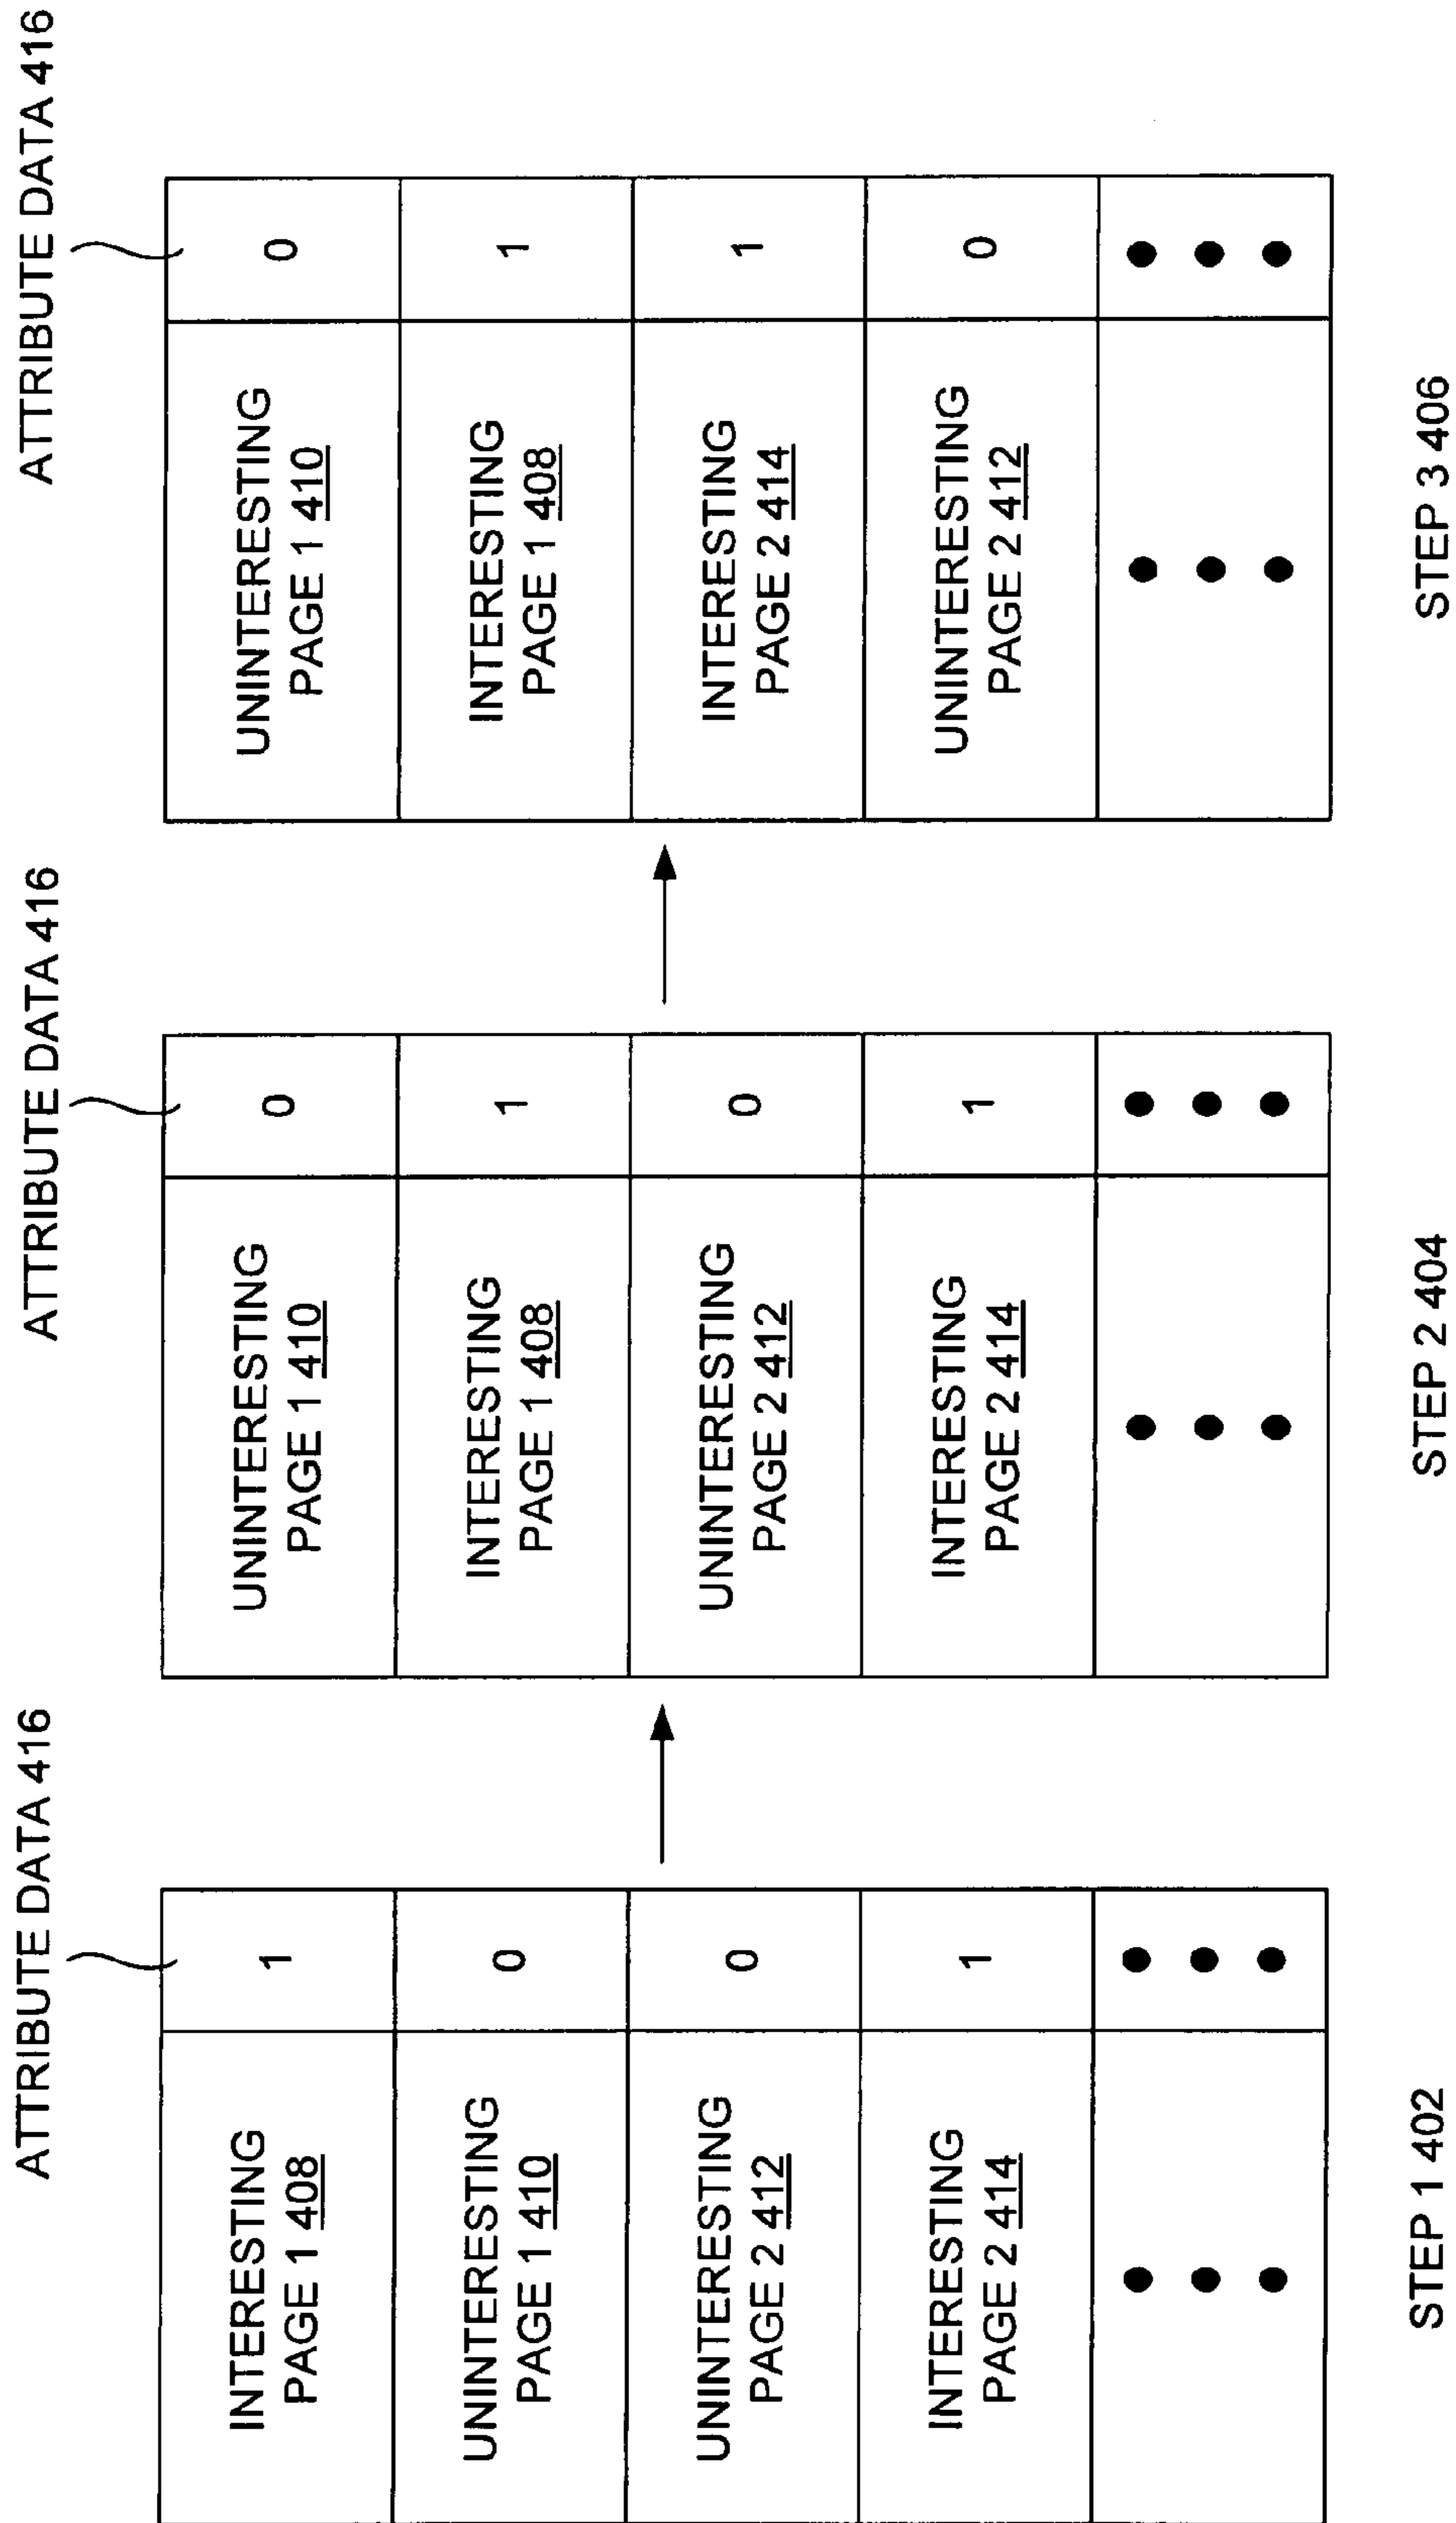 ATTRIBUTE DATA 416
INTERESTING
PAGE 1 408
1
UNINTERESTING
PAGE 1 410
0
UNINTERESTING
PAGE 2 412
0
INTERESTING
PAGE 2 414
1
STEP 1 402
ATTRIBUTE DATA 416
UNINTERESTING
PAGE 1 410
0
INTERESTING
PAGE 1 408
1
UNINTERESTING
PAGE 2 412
0
INTERESTING
PAGE 2 414
1
STEP 2 404
ATTRIBUTE DATA 416
UNINTERESTING
PAGE 1 410
0
INTERESTING
PAGE 1 408
1
INTERESTING
PAGE 2 414
1
UNINTERESTING
PAGE 2 412
0
STEP 3 406